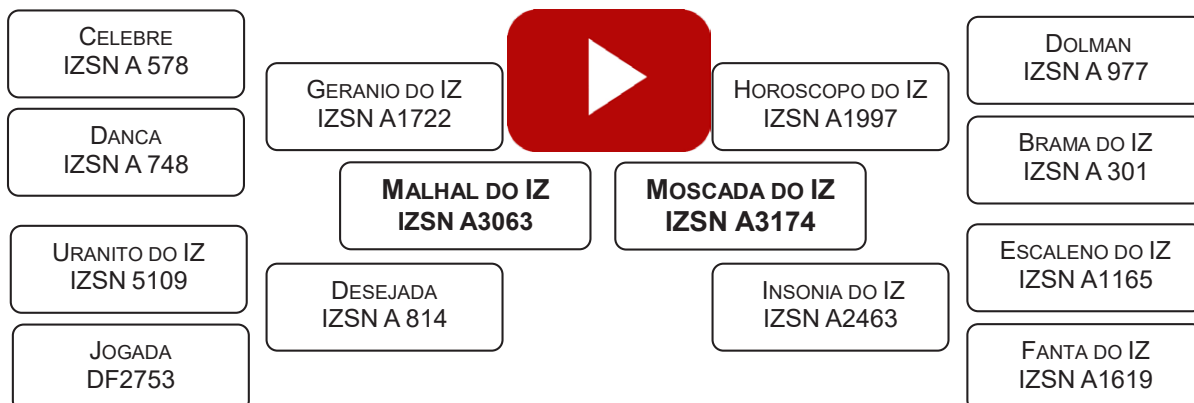 CELEBRE
IZSN A 578
DANCA
IZSN A 748
URANITO DO IZ
IZSN 5109
JOGADA
DF2753
GERANIO DO IZ
IZSN A1722
DESEJADA
IZSN A 814
MALHAL DO IZ
IZSN A3063
MOSCADA DO IZ
IZSN A3174
HOROSCOPO DO IZ
IZSN A1997
INSONIA DO IZ
IZSN A2463
DOLMAN
IZSN A 977
BRAMA DO IZ
IZSN A 301
ESCALENO DO IZ
IZSN A1165
FANTA DO IZ
IZSN A1619